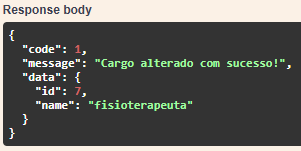 Response body
{
  "code": 1,
  "message": "Cargo alterado com sucesso!",
  "data": {
    "id": 7,
    "name": "fisioterapeuta"
  }
}